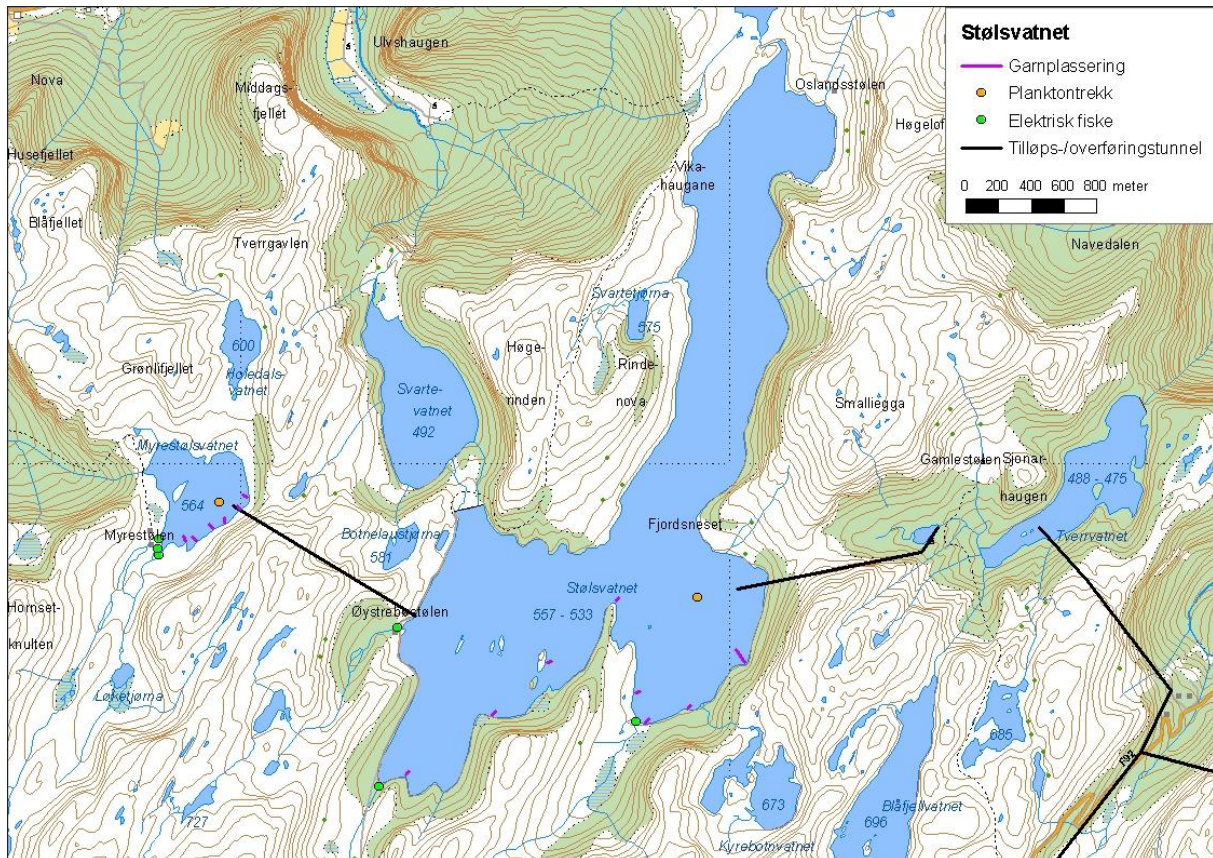 Stølsvatnet
Garnplassering
Planktontrekk
Elektrisk fiske
Tilløps-/overføringstunnel
0 200 400 600 800 meter
Ulvshaugen
Nova
Middags-
fjellet
Oslandsstølen
Høgelof
Husefjellet
Vika-
haugane
Blåfjellet
Tverrgavlen
Navedalen
Svartetjørna
575
600
Holedals-
vatnet
Grønlifjellet
Høge-
rinden
Rinde-
nova
Svarte-
vatnet
492
Smalliegga
Myrestølsvatnet
564
Gamlestølen
Sjonar-
haugen
488 - 475
Myrestølen
Botnelaustjørna
581
Fjordsneset
Tverrvatnet
Stølsvatnet
557 - 533
Øystrebøstølen
Hornset-
knulten
Løketjørna
685
727
673
Blåfjellvatnet
696
Kyrebotnvatnet